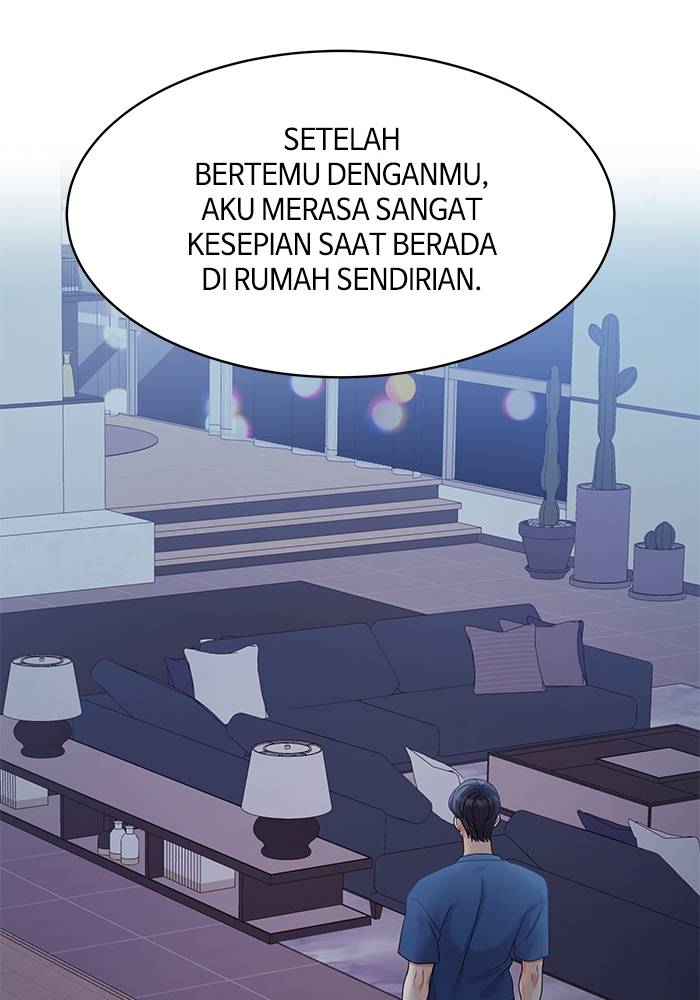 SETELAH
BERTEMU DENGANMU,
AKU MERASA SANGAT
KESEPIAN SAAT BERADA
DI RUMAH SENDIRIAN.